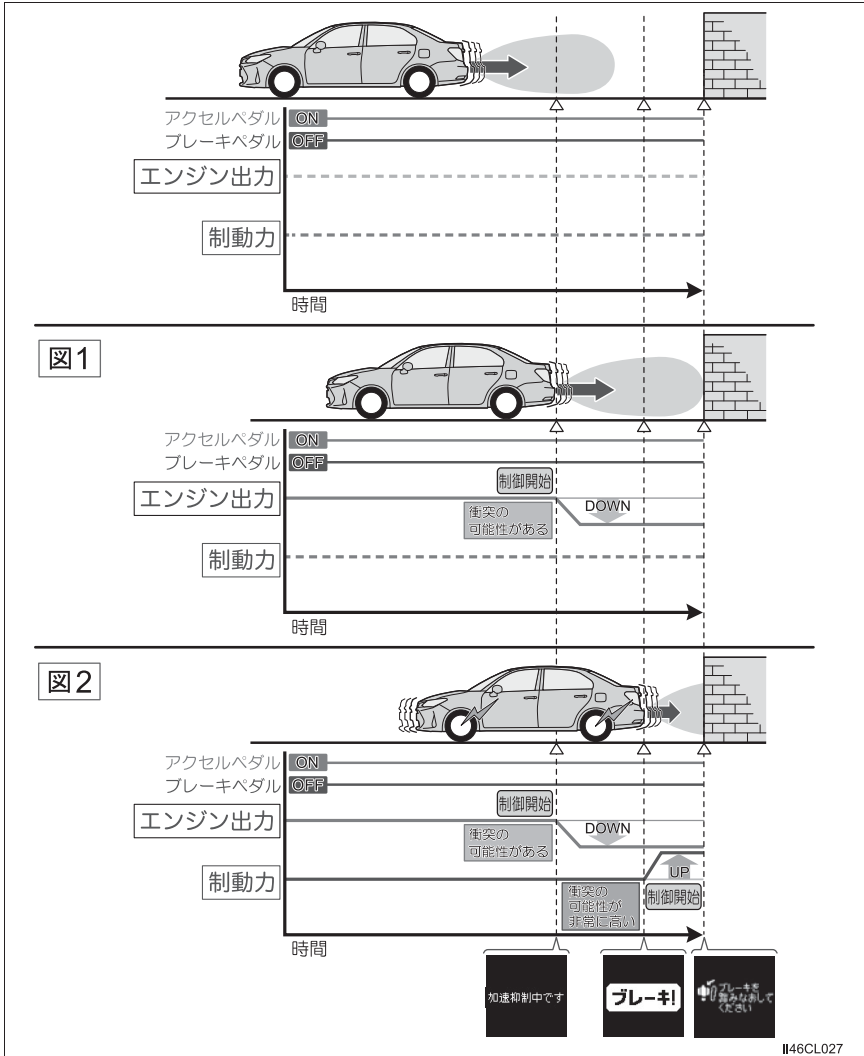 アクセルペダル ON
ブレーキペダル OFF
エンジン出力
制動力
時間
図1
アクセルペダル ON
ブレーキペダル OFF
エンジン出力
制御開始
衝突の
可能性がある
DOWN
制動力
時間
図2
アクセルペダル ON
ブレーキペダル OFF
エンジン出力
制御開始
衝突の
可能性がある
DOWN
制動力
UP
衝突の
可能性が
非常に高い
制御開始
時間
加速抑制中です
ブレーキ!
ブレーキを
踏みなおして
ください
II46CL027